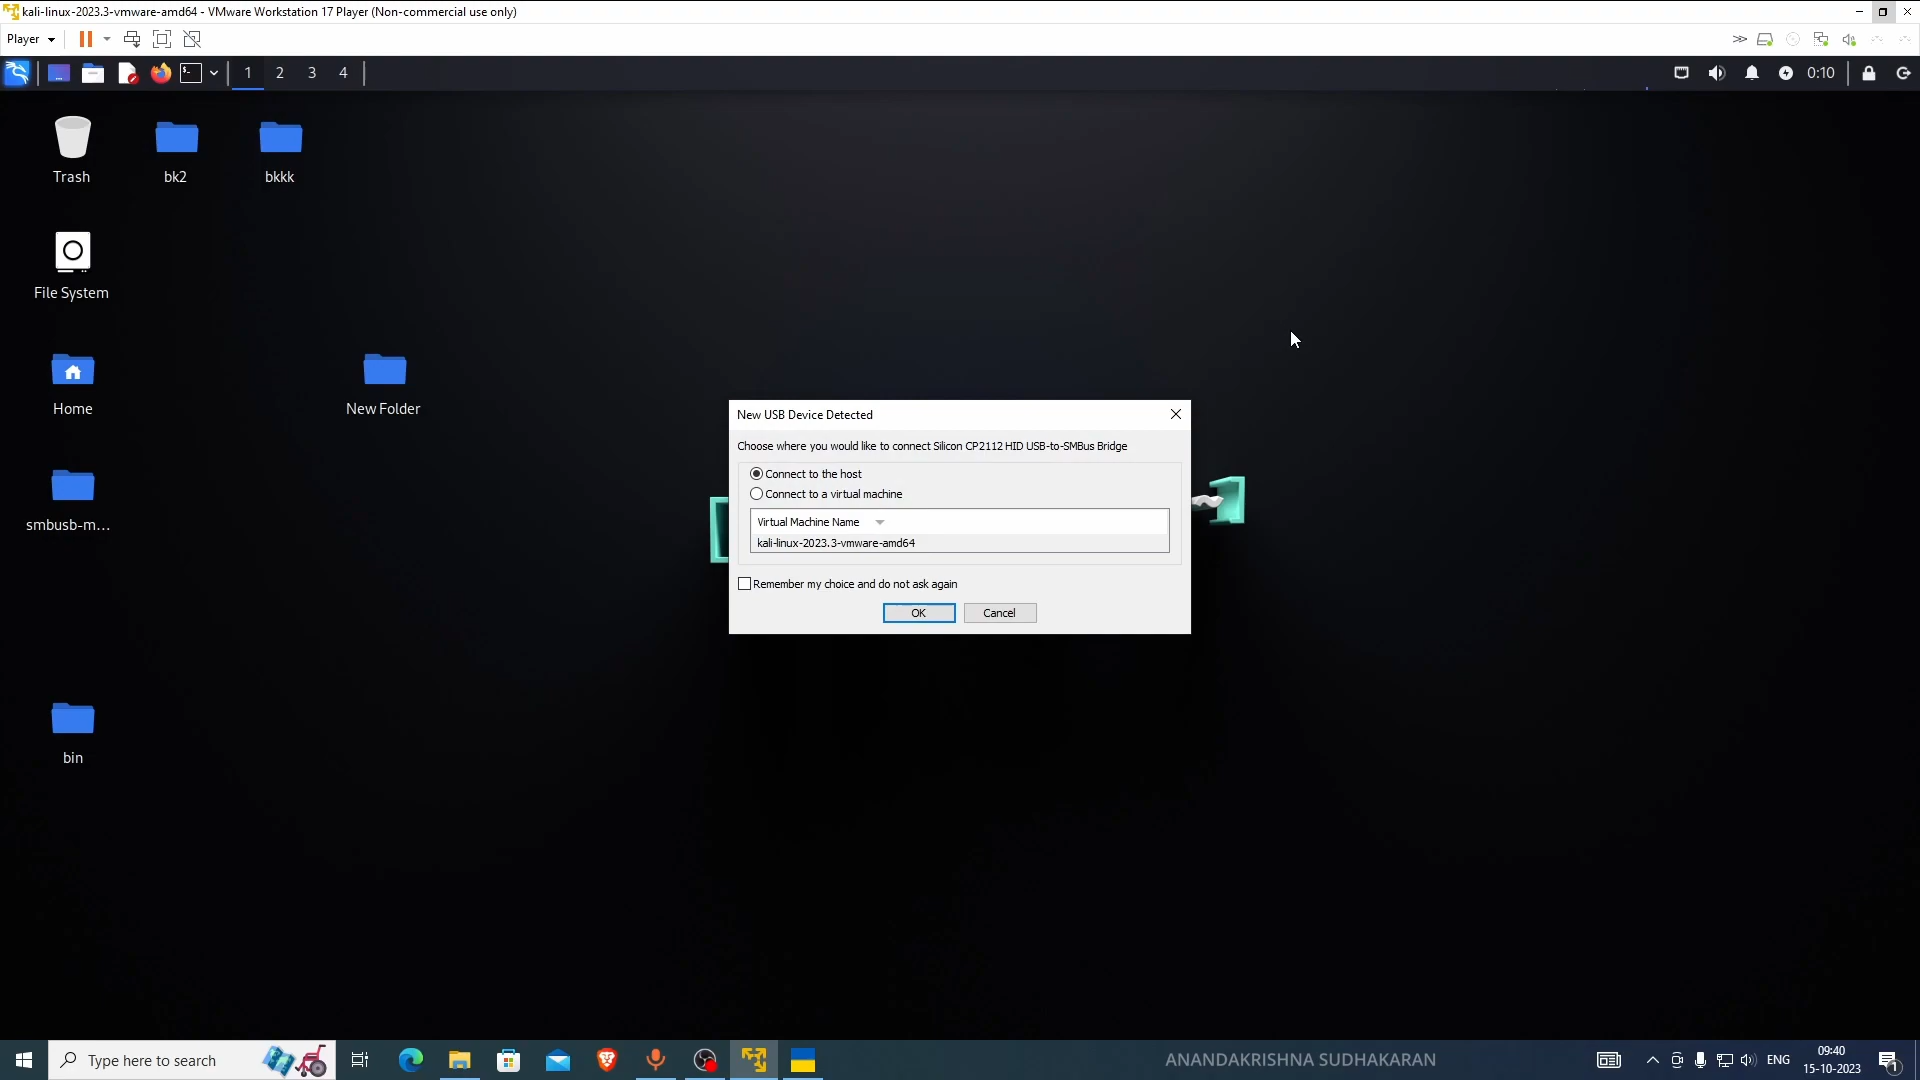 kali-linux-2023.3-vmware-amd64 - VMware Workstation 17 Player (Non-commercial use only)
Player
1 2 3 4
0:10
Trash
bk2
bkkk
File System
Home
New Folder
smbusb-m...
bin
New USB Device Detected
Choose where you would like to connect Silicon CP2112 HID USB-to-SMBus Bridge
Connect to the host
Connect to a virtual machine
Virtual Machine Name
kali-linux-2023.3-vmware-amd64
Remember my choice and do not ask again
OK Cancel
Type here to search
ANANDAKRISHNA SUDHAKARAN
ENG
09:40
15-10-2023
1